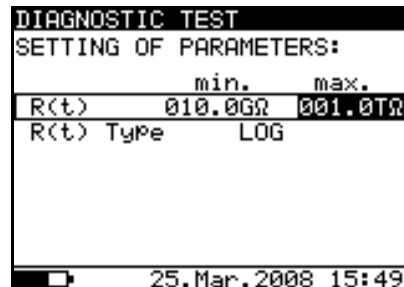 DIAGNOSTIC TEST
SETTING OF PARAMETERS:
min. max.
R(t) 010.0GΩ 001.0TΩ
R(t) Type LOG
25.Mar.2008 15:49